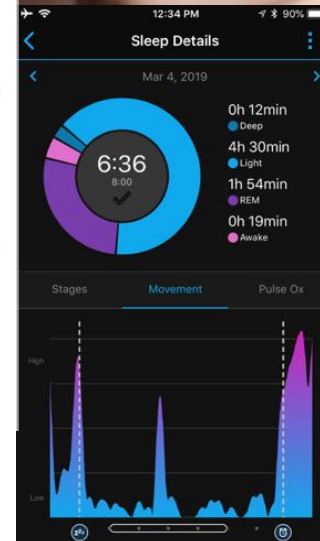 12:34 PM
90%
Sleep Details
Mar 4, 2019
0h 12min
Deep
4h 30min
Light
1h 54min
REM
0h 19min
Awake
6:36
8:00
Stages Movement Pulse Ox
High
Low
zzz